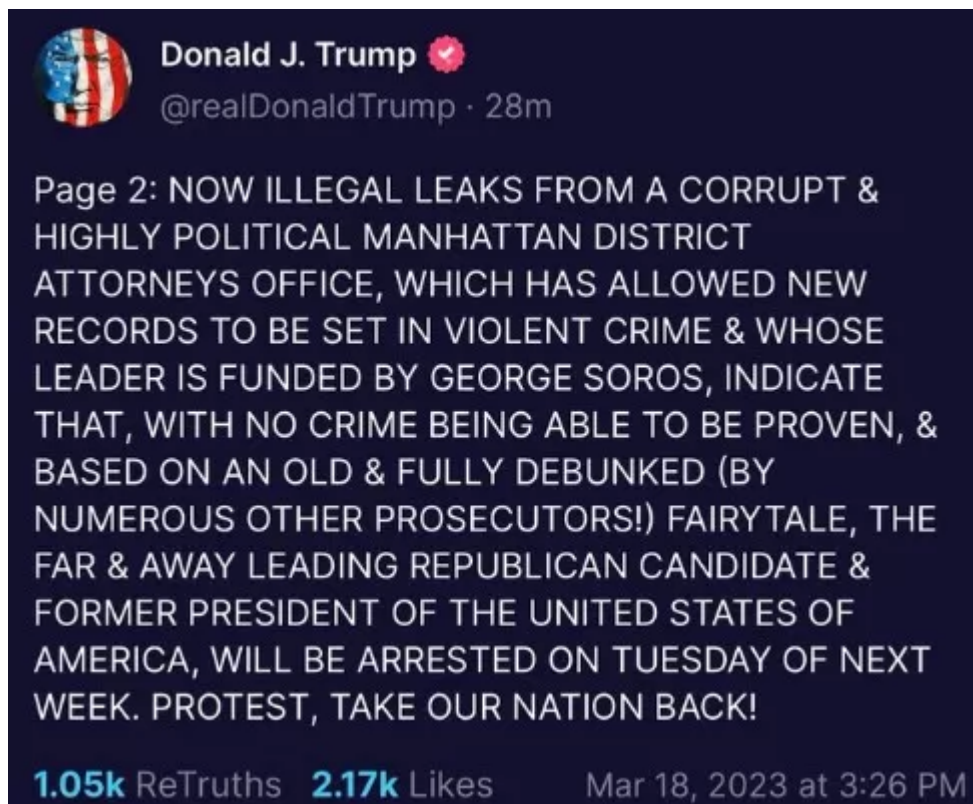 Donald J. Trump
@realDonaldTrump · 28m
Page 2: NOW ILLEGAL LEAKS FROM A CORRUPT &
HIGHLY POLITICAL MANHATTAN DISTRICT
ATTORNEYS OFFICE, WHICH HAS ALLOWED NEW
RECORDS TO BE SET IN VIOLENT CRIME & WHOSE
LEADER IS FUNDED BY GEORGE SOROS, INDICATE
THAT, WITH NO CRIME BEING ABLE TO BE PROVEN, &
BASED ON AN OLD & FULLY DEBUNKED (BY
NUMEROUS OTHER PROSECUTORS!) FAIRYTALE, THE
FAR & AWAY LEADING REPUBLICAN CANDIDATE &
FORMER PRESIDENT OF THE UNITED STATES OF
AMERICA, WILL BE ARRESTED ON TUESDAY OF NEXT
WEEK. PROTEST, TAKE OUR NATION BACK!
1.05k ReTruths 2.17k Likes Mar 18, 2023 at 3:26 PM